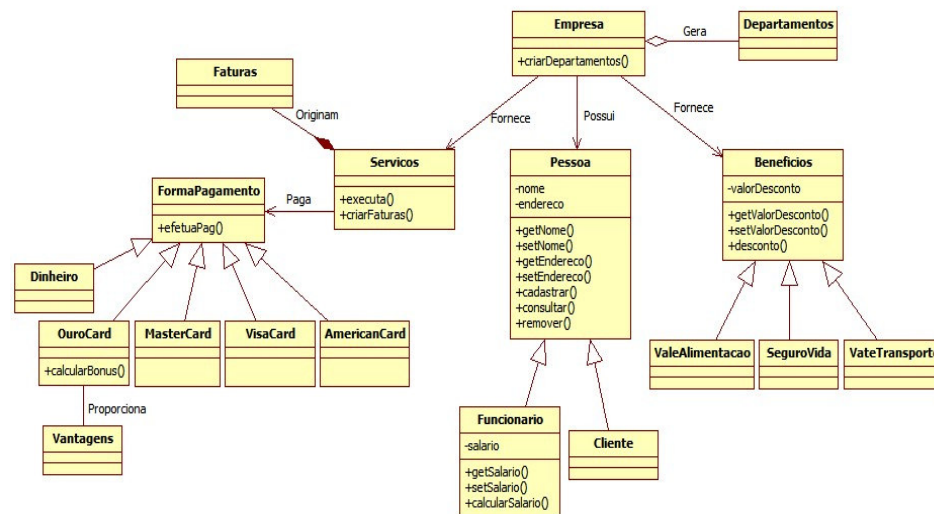 Empresa
+criarDepartamentos()
Gera
Departamentos
Faturas
Originam
Fornece
Possui
Fornece
Servicos
+executa()
+criarFaturas()
Paga
FormaPagamento
+efetuaPag()
Pessoa
-nome
-endereco
+getNome()
+setNome()
+getEndereco()
+setEndereco()
+cadastrar()
+consultar()
+remover()
Beneficios
-valorDesconto
+getValorDesconto()
+setValorDesconto()
+desconto()
Dinheiro
OuroCard
+calcularBonus()
MasterCard
VisaCard
AmericanCard
Proporciona
Vantagens
ValeAlimentacao
SeguroVida
VateTransporte
Funcionario
-salario
+getSalario()
+setSalario()
+calcularSalario()
Cliente